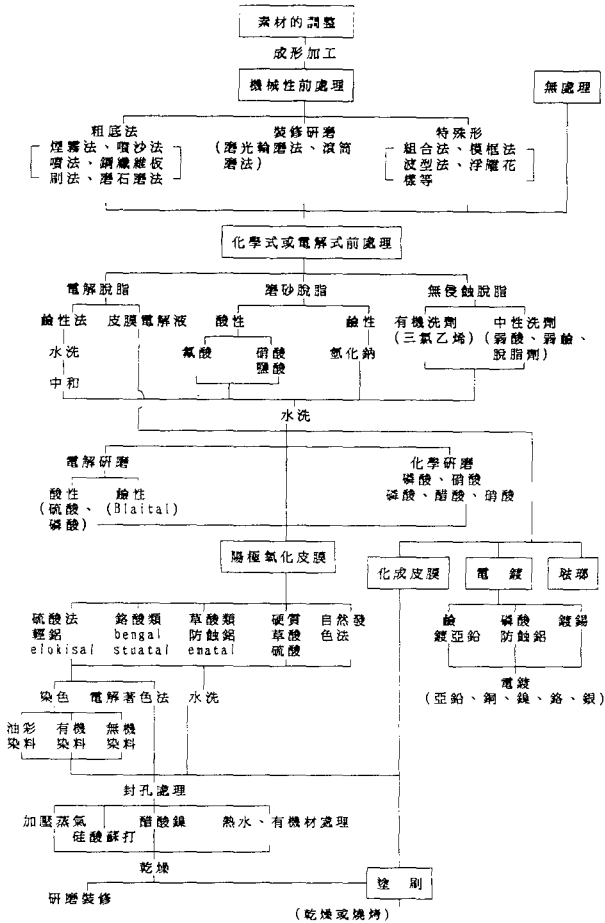 素材的調整
成形加工
機械性前處理
無處理
粗底法
煙霧法、噴沙法
噴法、鋼纖維板
刷法、磨石磨法
裝修研磨
(磨光輪磨法、滾筒
磨法)
特殊形
組合法、模框法
波型法、浮雕花
樣等
化學式或電解式前處理
電解脫脂
磨砂脫脂
無侵蝕脫脂
鹼性法
皮膜電解液
酸性
鹼性
有機洗劑
(三氯乙烯)
中性洗劑
(弱酸、弱鹼、
脫脂劑)
水洗
氟酸
硝酸
鹽酸
氫化鈉
中和
水洗
電解研磨
化學研磨
磷酸、硝酸
磷酸、醋酸、硝酸
酸性
(硫酸、
磷酸)
鹼性
(Blaital)
陽極氧化皮膜
化成皮膜
電鍍
琺瑯
硫酸法
輕鋁
elokisal
鉻酸類
bengal
stuatal
草酸類
防蝕鋁
ematal
硬質
草酸
硫酸
自然發
色法
鹼
鍍亞鉛
磷酸
防蝕鋁
鍍錫
電鍍
(亞鉛、銅、鎳、鉻、銀)
染色
電解著色法
水洗
油彩
染料
有機
染料
無機
染料
封孔處理
加壓蒸氣
硅酸蘇打
醋酸鎳
熱水、有機材處理
乾燥
塗刷
研磨裝修
(乾燥或燒烤)